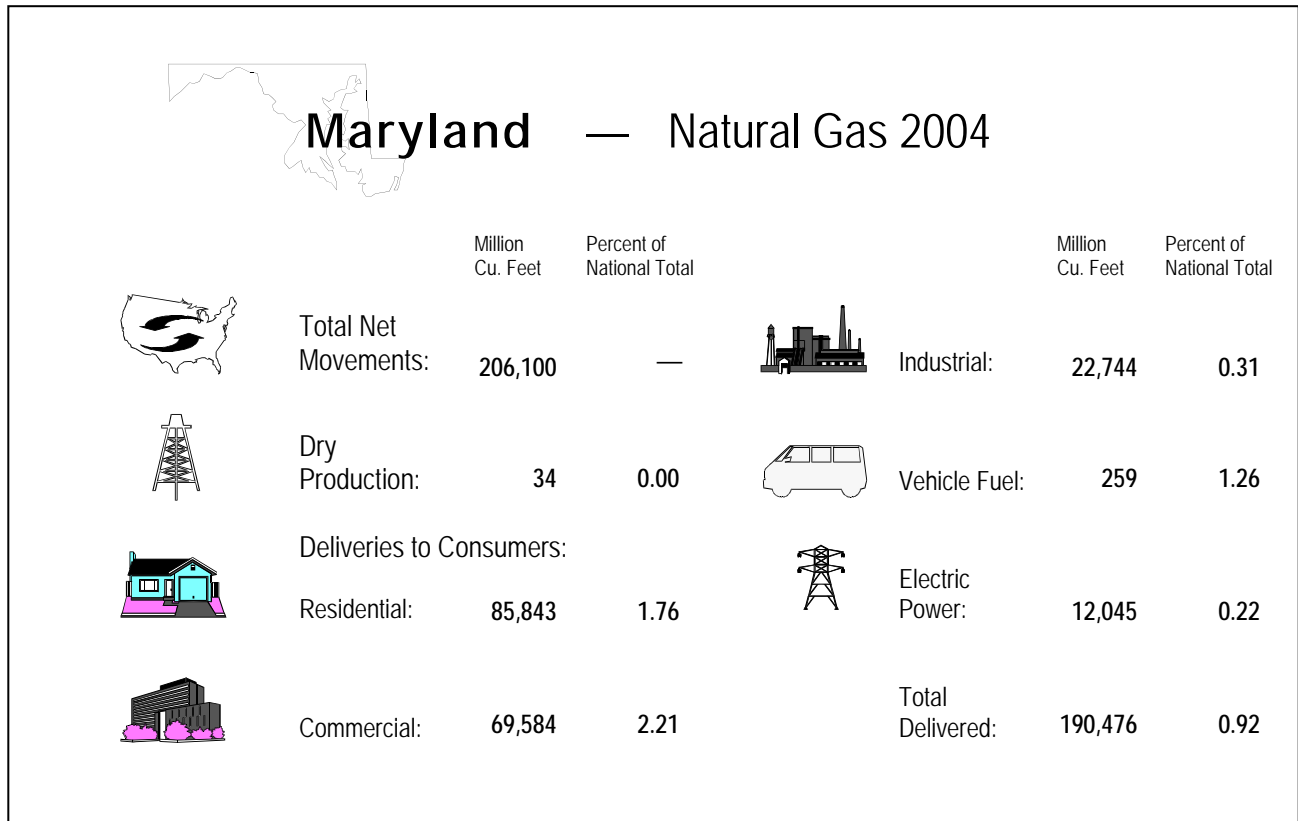 Maryland — Natural Gas 2004
Million Percent of
Cu. Feet National Total
Total Net
Movements: 206,100 —
Dry
Production: 34 0.00
Deliveries to Consumers:
Residential: 85,843 1.76
Commercial: 69,584 2.21
Million Percent of
Cu. Feet National Total
Industrial: 22,744 0.31
Vehicle Fuel: 259 1.26
Electric
Power: 12,045 0.22
Total
Delivered: 190,476 0.92